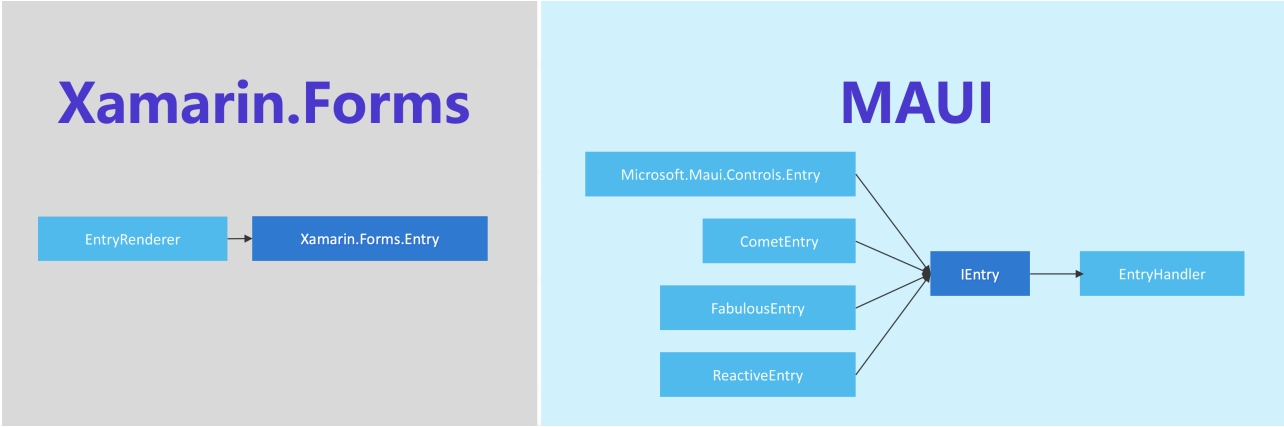 Xamarin.Forms
EntryRenderer
Xamarin.Forms.Entry
MAUI
Microsoft.Maui.Controls.Entry
CometEntry
FabulousEntry
ReactiveEntry
IEntry
EntryHandler